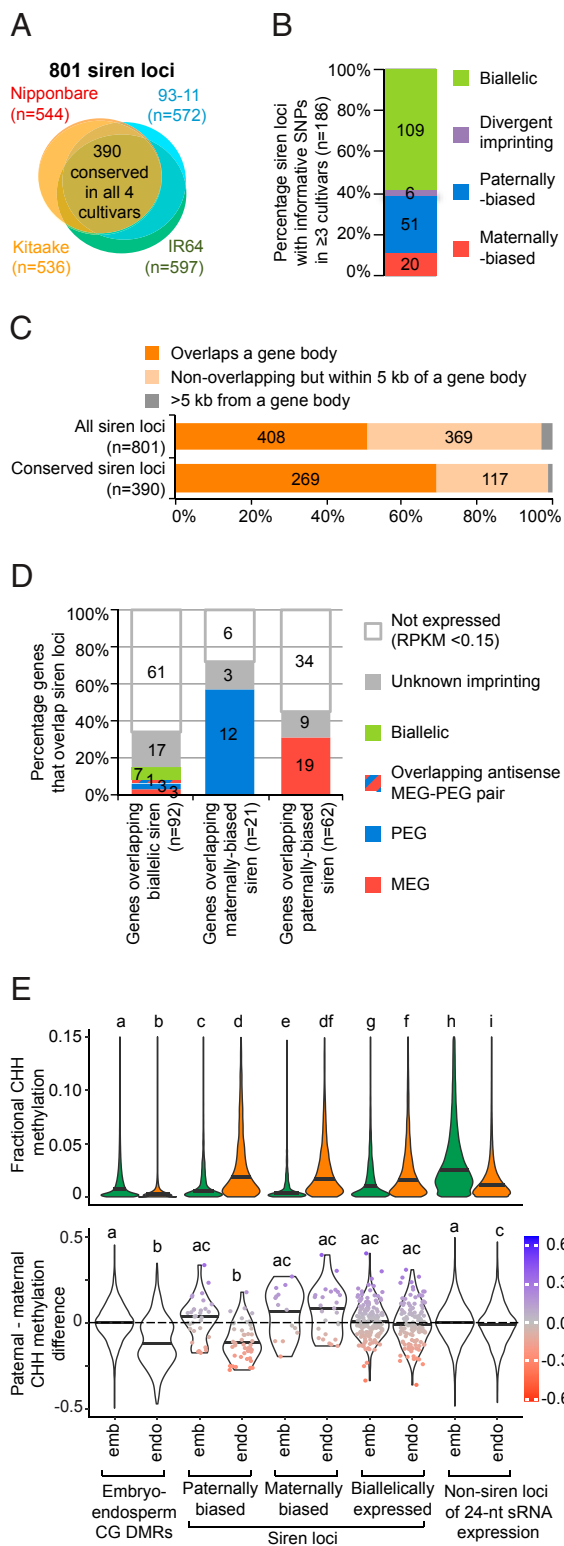 A
801 siren loci
Nipponbare
(n=544)
93-11
(n=572)
390
conserved
in all 4
cultivars
Kitaake
(n=536)
IR64
(n=597)
B
Percentage siren loci
with informative SNPs
in ≥3 cultivars (n=186)
100%
80%
60%
40%
20%
0%
109
6
51
20
Biallelic
Divergent
imprinting
Paternally
-biased
Maternally
-biased
C
Overlaps a gene body
Non-overlapping but within 5 kb of a gene body
>5 kb from a gene body
All siren loci
(n=801)
408
369
Conserved siren loci
(n=390)
269
117
0%
20%
40%
60%
80%
100%
D
Percentage genes
that overlap siren loci
100%
80%
60%
40%
20%
0%
61
17
7
1
3
3
6
3
12
34
9
19
Genes overlapping
biallelic siren
(n=92)
Genes overlapping
maternally-biased
siren (n=21)
Genes overlapping
paternally-biased
siren (n=62)
Not expressed
(RPKM <0.15)
Unknown imprinting
Biallelic
Overlapping antisense
MEG-PEG pair
PEG
MEG
E
Fractional CHH
methylation
0.15
0.10
0.05
0
a
b
c
d
e
df
g
f
h
i
Paternal - maternal
CHH methylation
difference
0.5
0
-0.5
a
b
ac
b
ac
ac
ac
ac
a
c
0.6
0.3
0.0
-0.3
-0.6
emb
endo
emb
endo
emb
endo
emb
endo
emb
endo
Embryo-
endosperm
CG DMRs
Paternally
biased
Maternally
biased
Biallelically
expressed
Siren loci
Non-siren loci
of 24-nt sRNA
expression